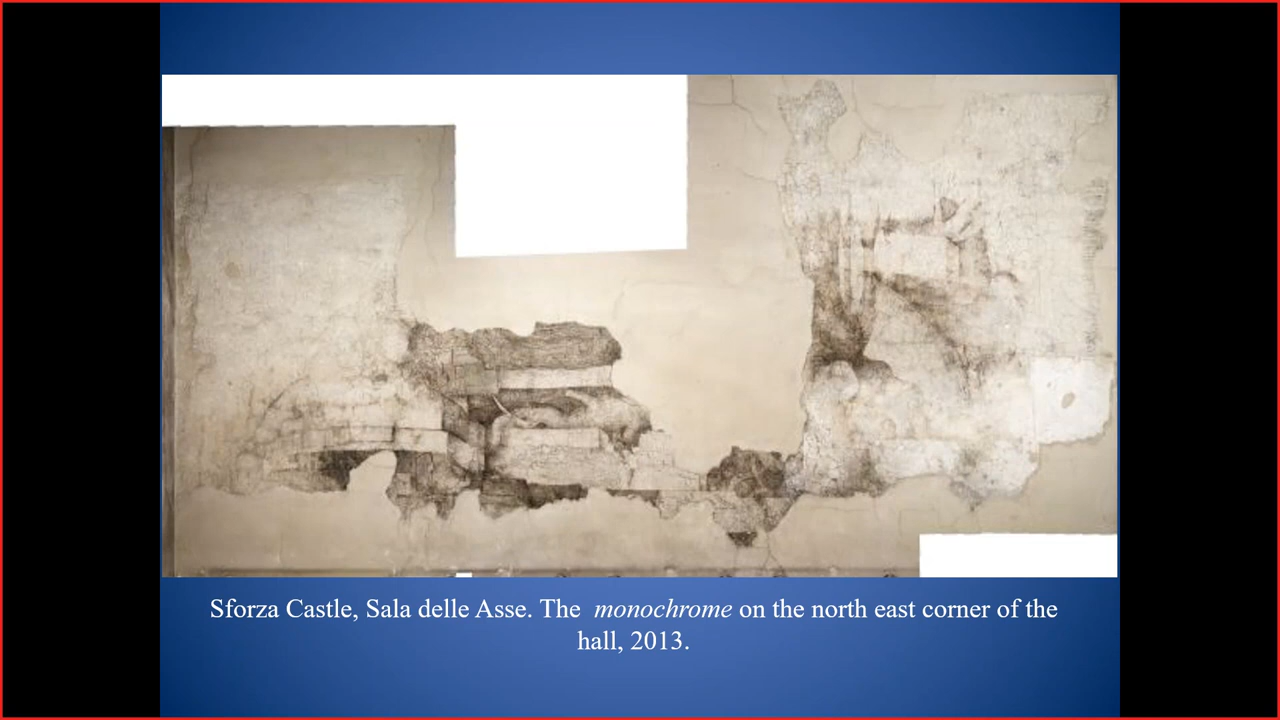 Sforza Castle, Sala delle Asse. The monochrome on the north east corner of the
hall, 2013.